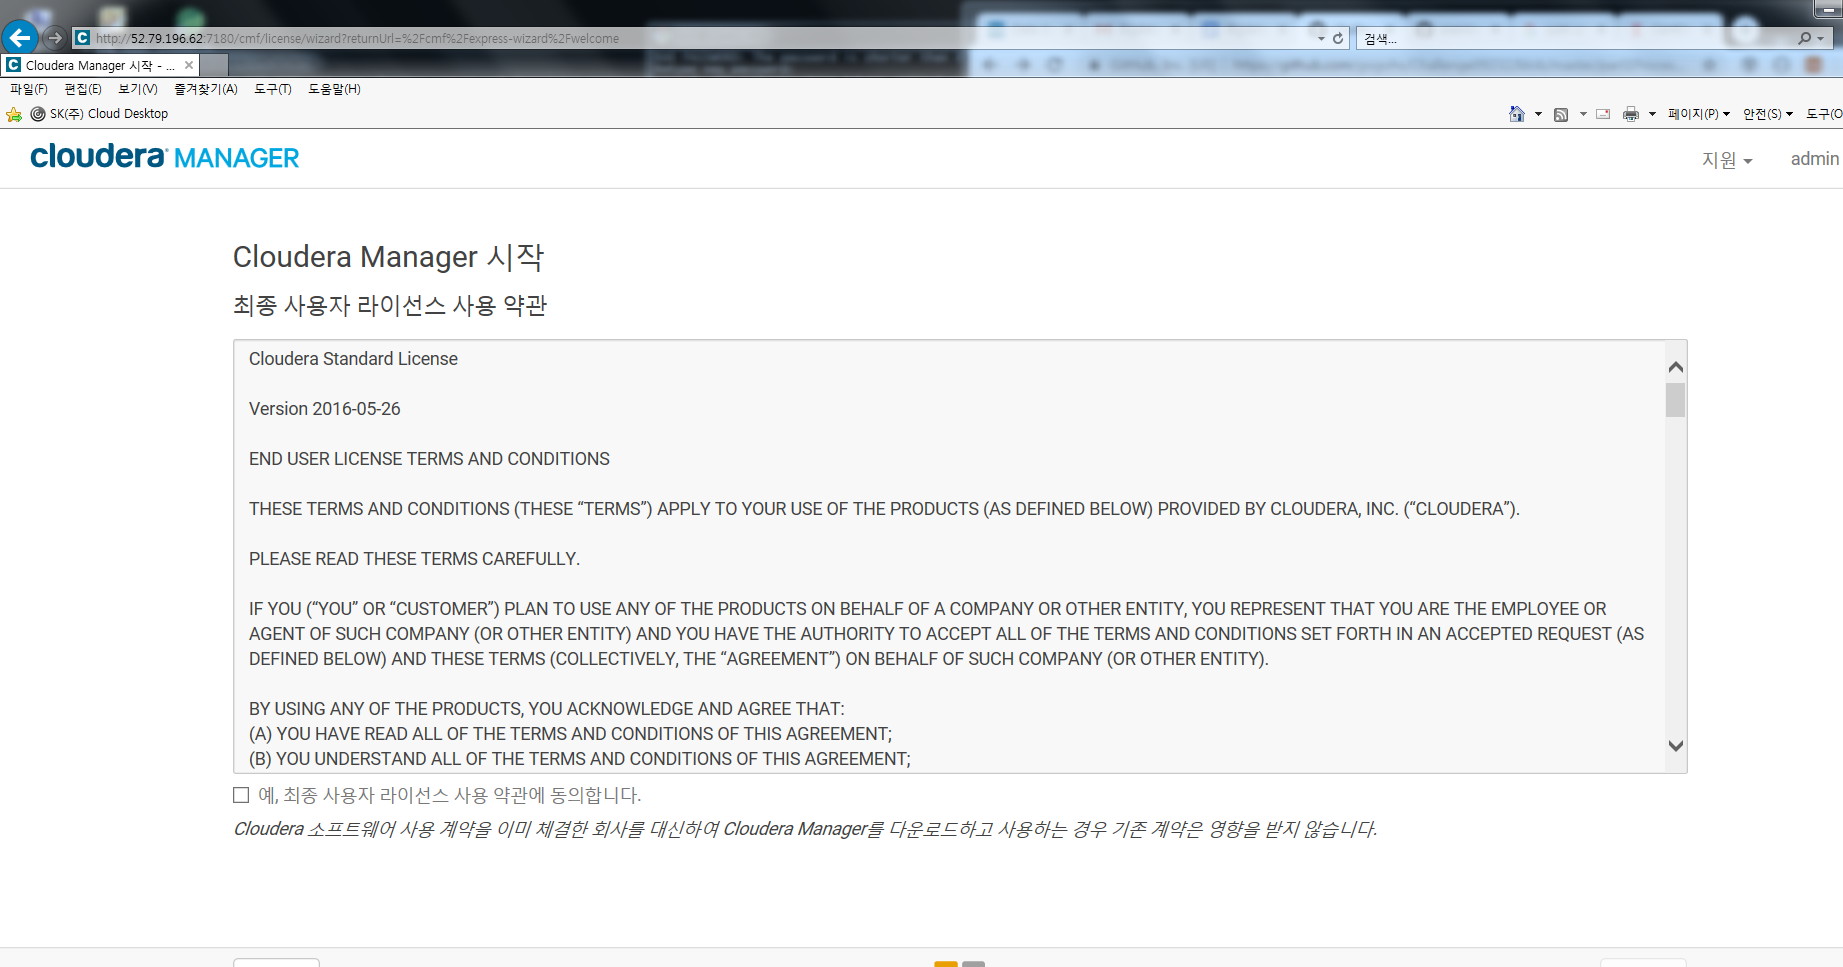 http://52.79.196.62:7180/cmf/license/wizard?returnUrl=%2Fcmf%2Fexpress-wizard%2Fwelcome
검색...
Cloudera Manager 시작 - ...
파일(F) 편집(E) 보기(V) 즐겨찾기(A) 도구(T) 도움말(H)
SK(주) Cloud Desktop
페이지(P) 안전(S) 도구(O
cloudera MANAGER
지원 admin
Cloudera Manager 시작
최종 사용자 라이선스 사용 약관
Cloudera Standard License
Version 2016-05-26
END USER LICENSE TERMS AND CONDITIONS
THESE TERMS AND CONDITIONS (THESE “TERMS”) APPLY TO YOUR USE OF THE PRODUCTS (AS DEFINED BELOW) PROVIDED BY CLOUDERA, INC. (“CLOUDERA”).
PLEASE READ THESE TERMS CAREFULLY.
IF YOU (“YOU” OR “CUSTOMER”) PLAN TO USE ANY OF THE PRODUCTS ON BEHALF OF A COMPANY OR OTHER ENTITY, YOU REPRESENT THAT YOU ARE THE EMPLOYEE OR
AGENT OF SUCH COMPANY (OR OTHER ENTITY) AND YOU HAVE THE AUTHORITY TO ACCEPT ALL OF THE TERMS AND CONDITIONS SET FORTH IN AN ACCEPTED REQUEST (AS
DEFINED BELOW) AND THESE TERMS (COLLECTIVELY, THE “AGREEMENT”) ON BEHALF OF SUCH COMPANY (OR OTHER ENTITY).
BY USING ANY OF THE PRODUCTS, YOU ACKNOWLEDGE AND AGREE THAT:
(A) YOU HAVE READ ALL OF THE TERMS AND CONDITIONS OF THIS AGREEMENT;
(B) YOU UNDERSTAND ALL OF THE TERMS AND CONDITIONS OF THIS AGREEMENT;
예, 최종 사용자 라이선스 사용 약관에 동의합니다.
Cloudera 소프트웨어 사용 계약을 이미 체결한 회사를 대신하여 Cloudera Manager를 다운로드하고 사용하는 경우 기존 계약은 영향을 받지 않습니다.